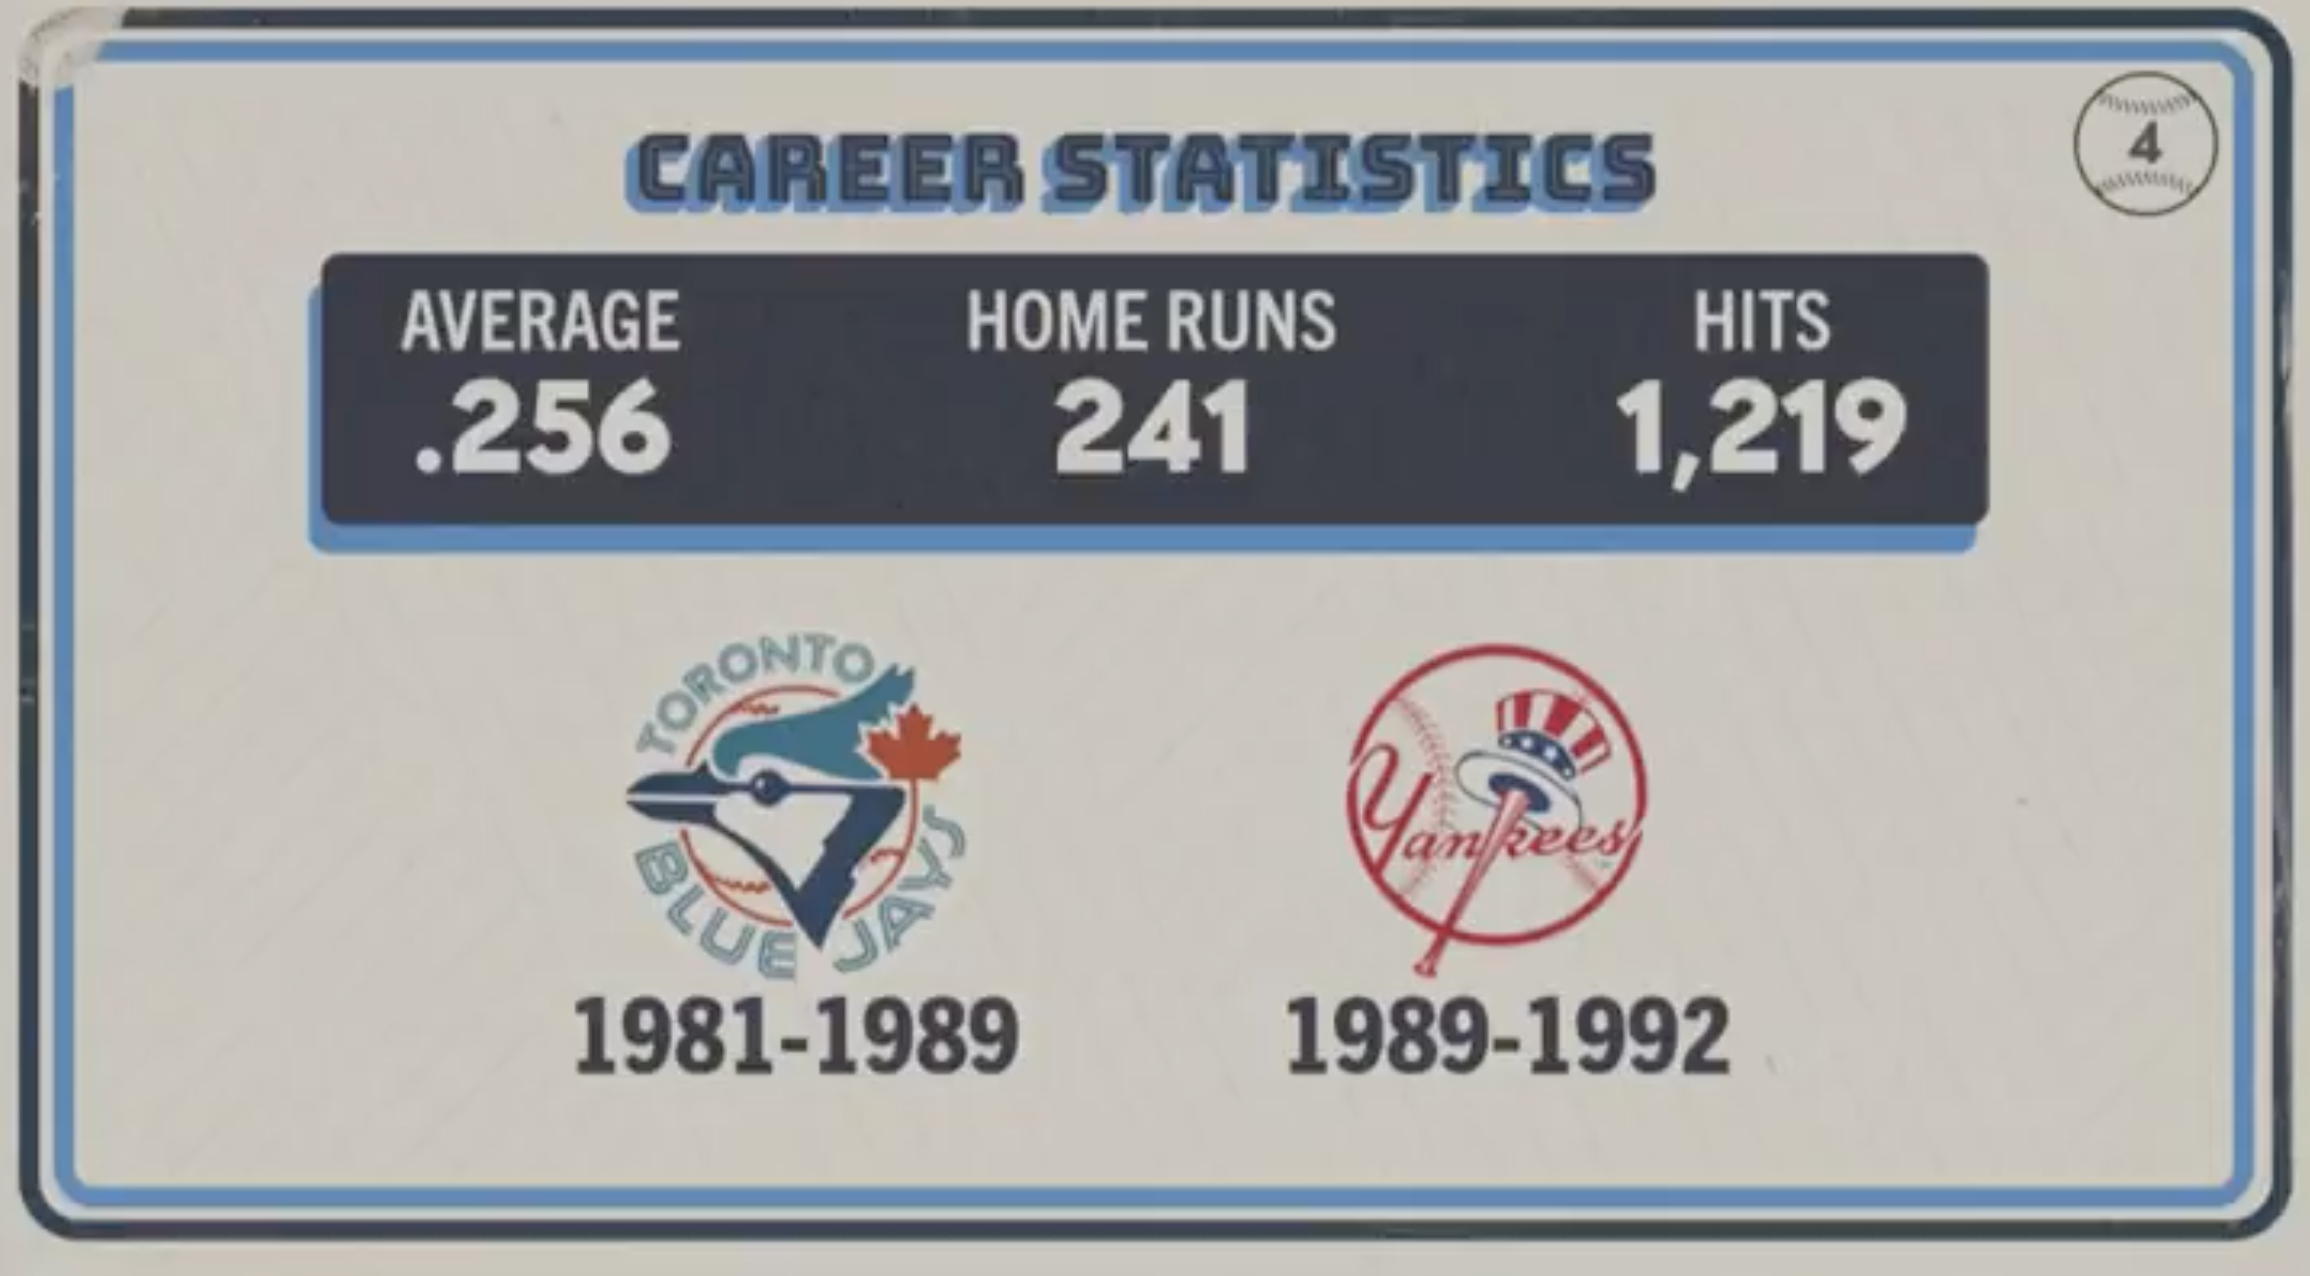 4
CAREER STATISTICS
AVERAGE HOME RUNS HITS
.256 241 1,219
TORONTO
BLUE JAYS
Yankees
1981-1989 1989-1992